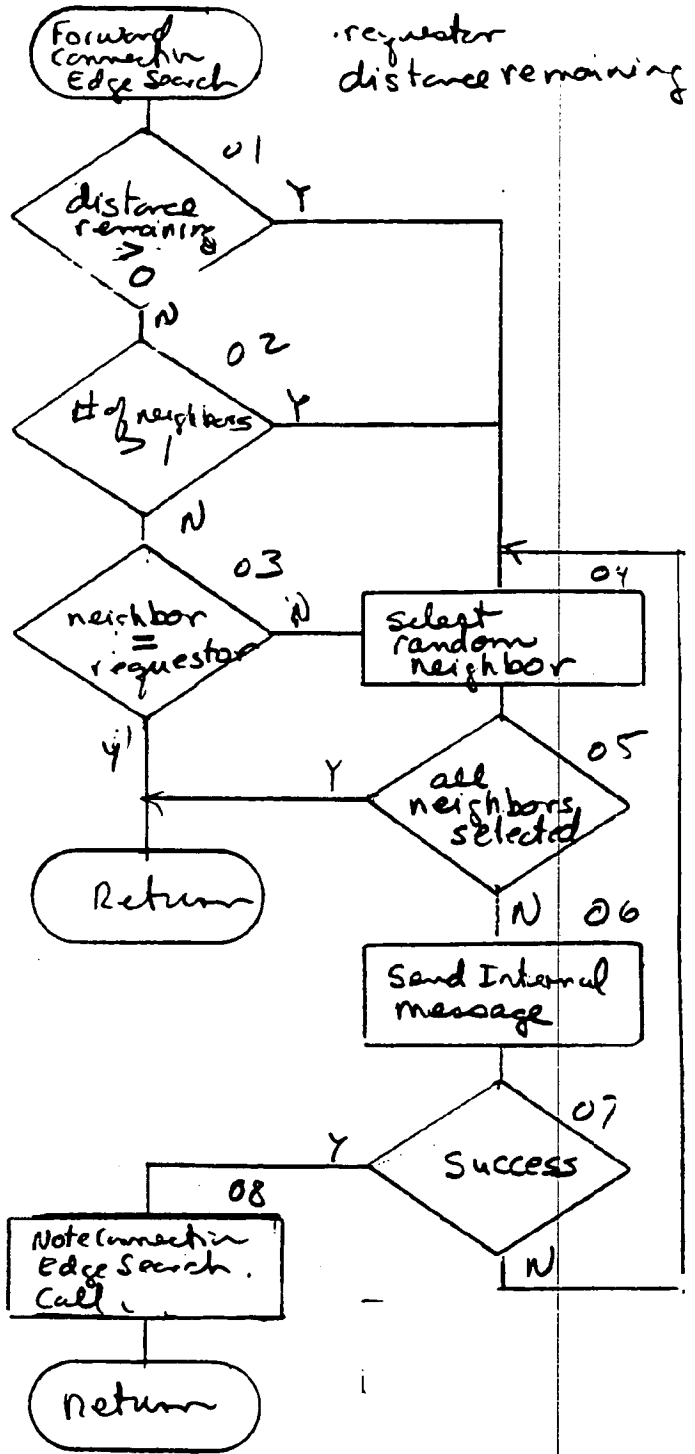 Forward
Connection
Edge Search
requestor
distance remaining
01
distance
remaining
>
0
Y
N
02
# of neighbors
> 1
Y
N
03
neighbor
=
requestor
N
Y
04
Select
random
neighbor
05
all
neighbors
selected
Y
N
Return
06
Send Internal
message
07
Success
Y
N
08
Note Connection
Edge Search
Call
Return